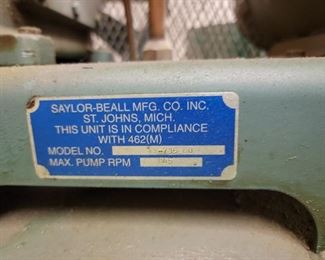 SAYLOR-BEALL MFG. CO. INC.
ST. JOHNS, MICH.
THIS UNIT IS IN COMPLIANCE
WITH 462(M)
MODEL NO.
MAX. PUMP RPM